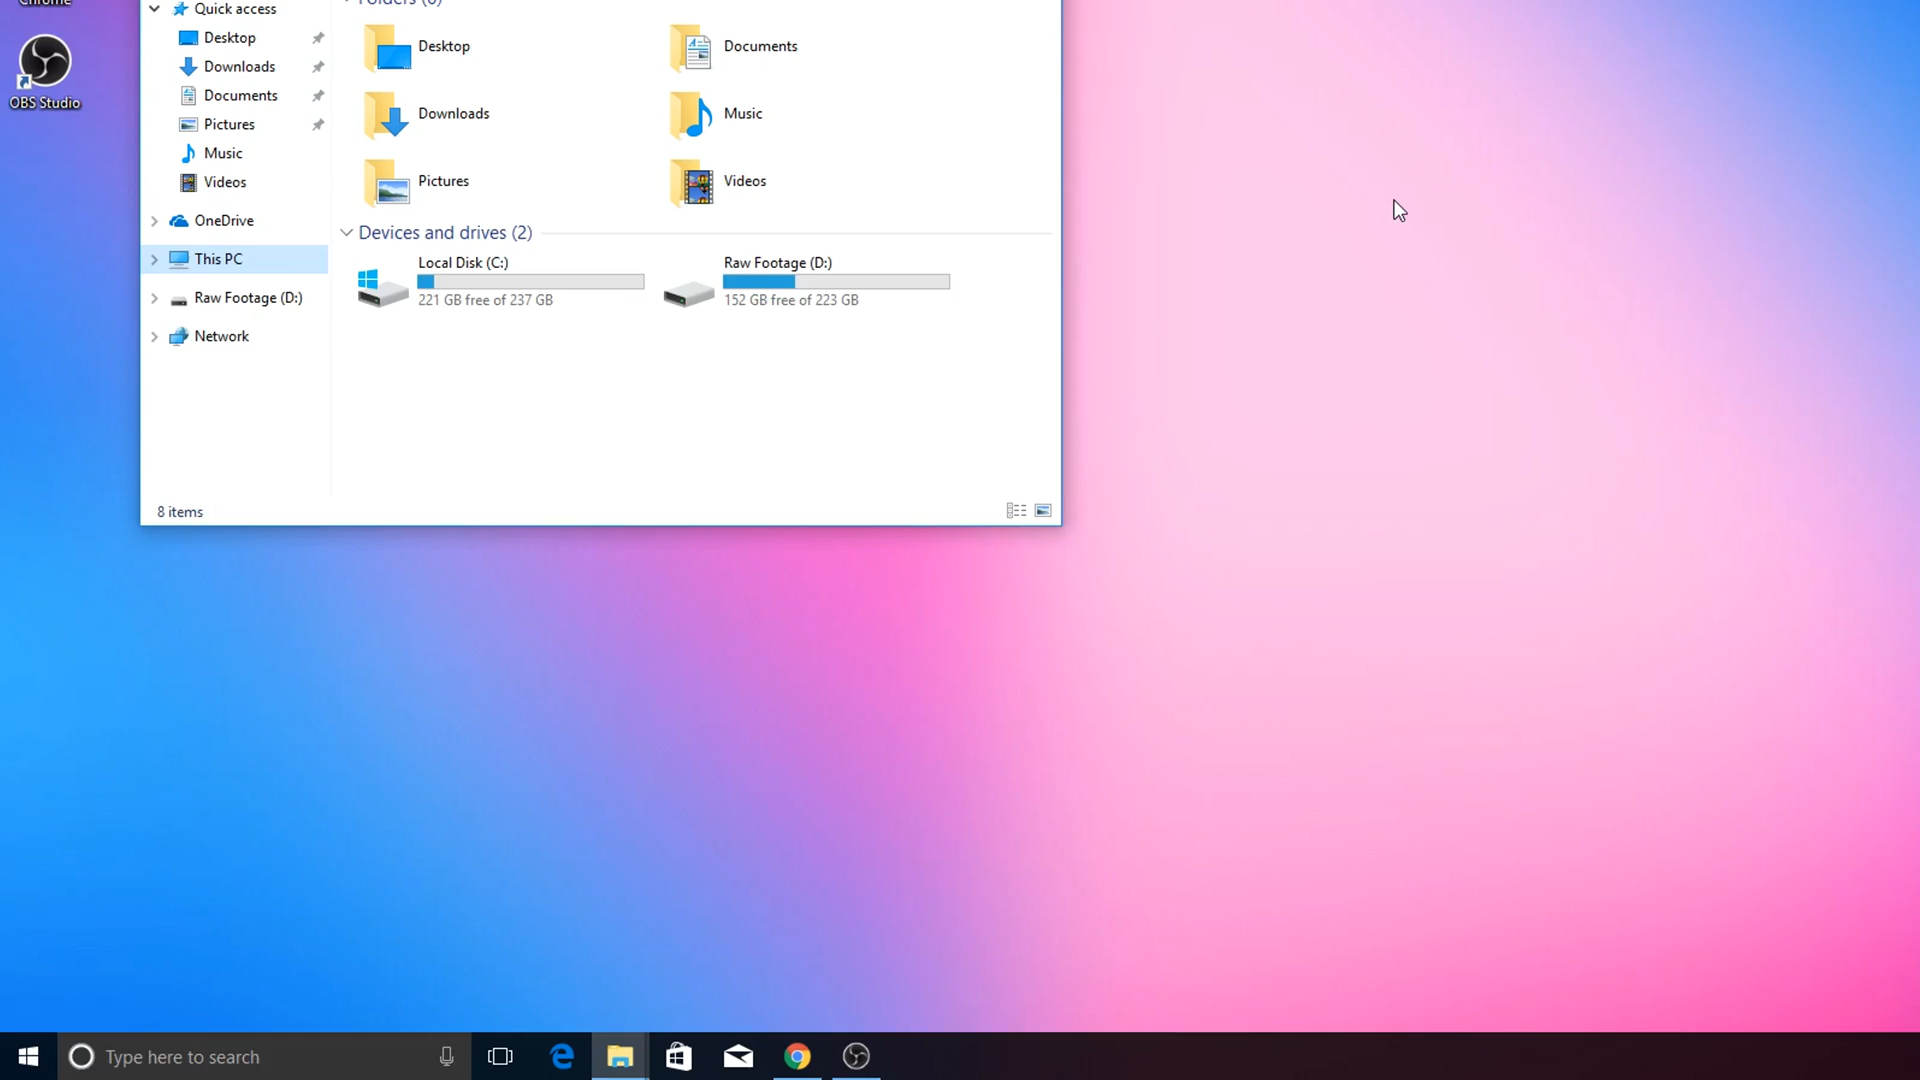 Chrome
OBS Studio
Quick access
Desktop
Downloads
Documents
Pictures
Music
Videos
OneDrive
This PC
Raw Footage (D:)
Network
Folders (6)
Desktop
Documents
Downloads
Music
Pictures
Videos
Devices and drives (2)
Local Disk (C:)
221 GB free of 237 GB
Raw Footage (D:)
152 GB free of 223 GB
8 items
Type here to search